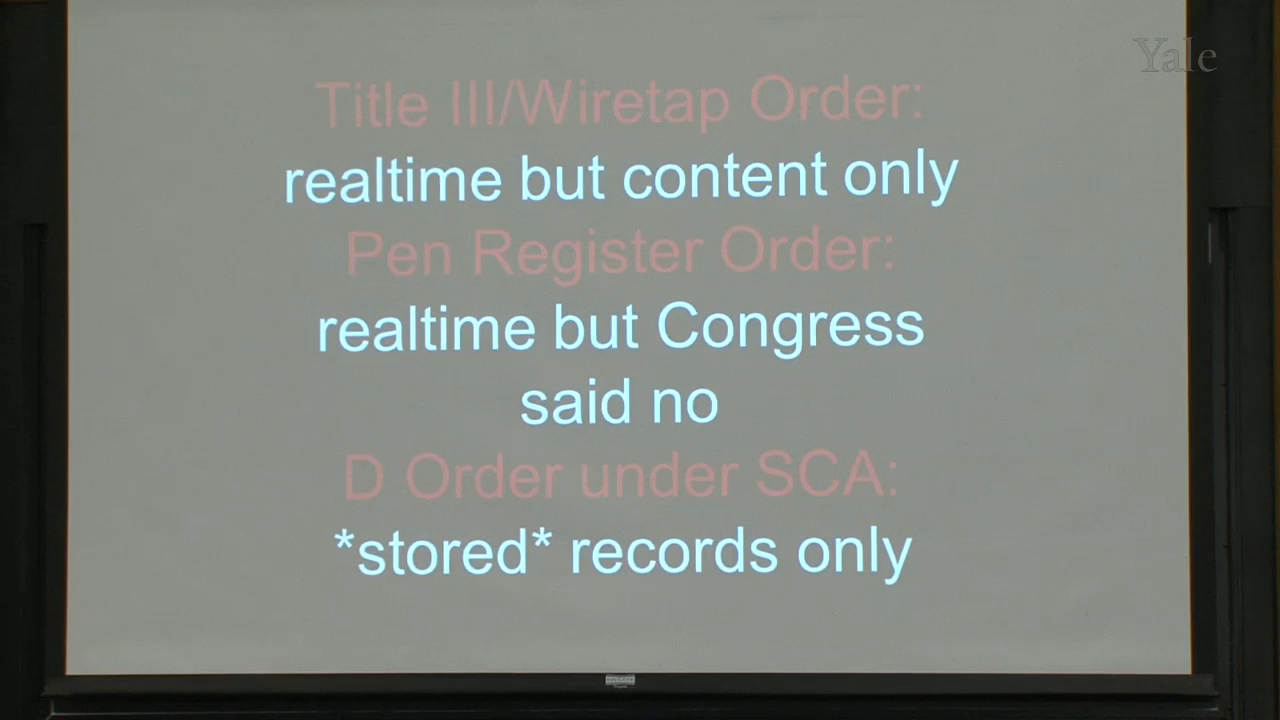 Yale
Title III/Wiretap Order:
realtime but content only
Pen Register Order:
realtime but Congress
said no
D Order under SCA:
*stored* records only